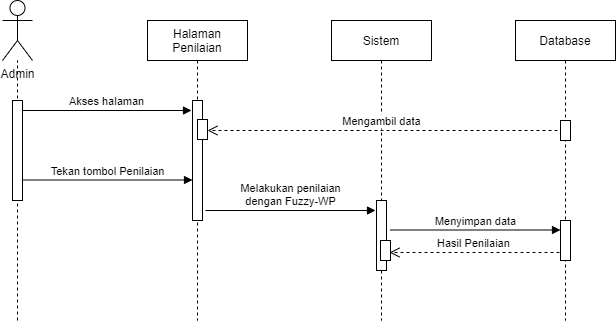 Halaman
Penilaian
Sistem
Database
Admin
Akses halaman
Mengambil data
Tekan tombol Penilaian
Melakukan penilaian
dengan Fuzzy-WP
Menyimpan data
Hasil Penilaian